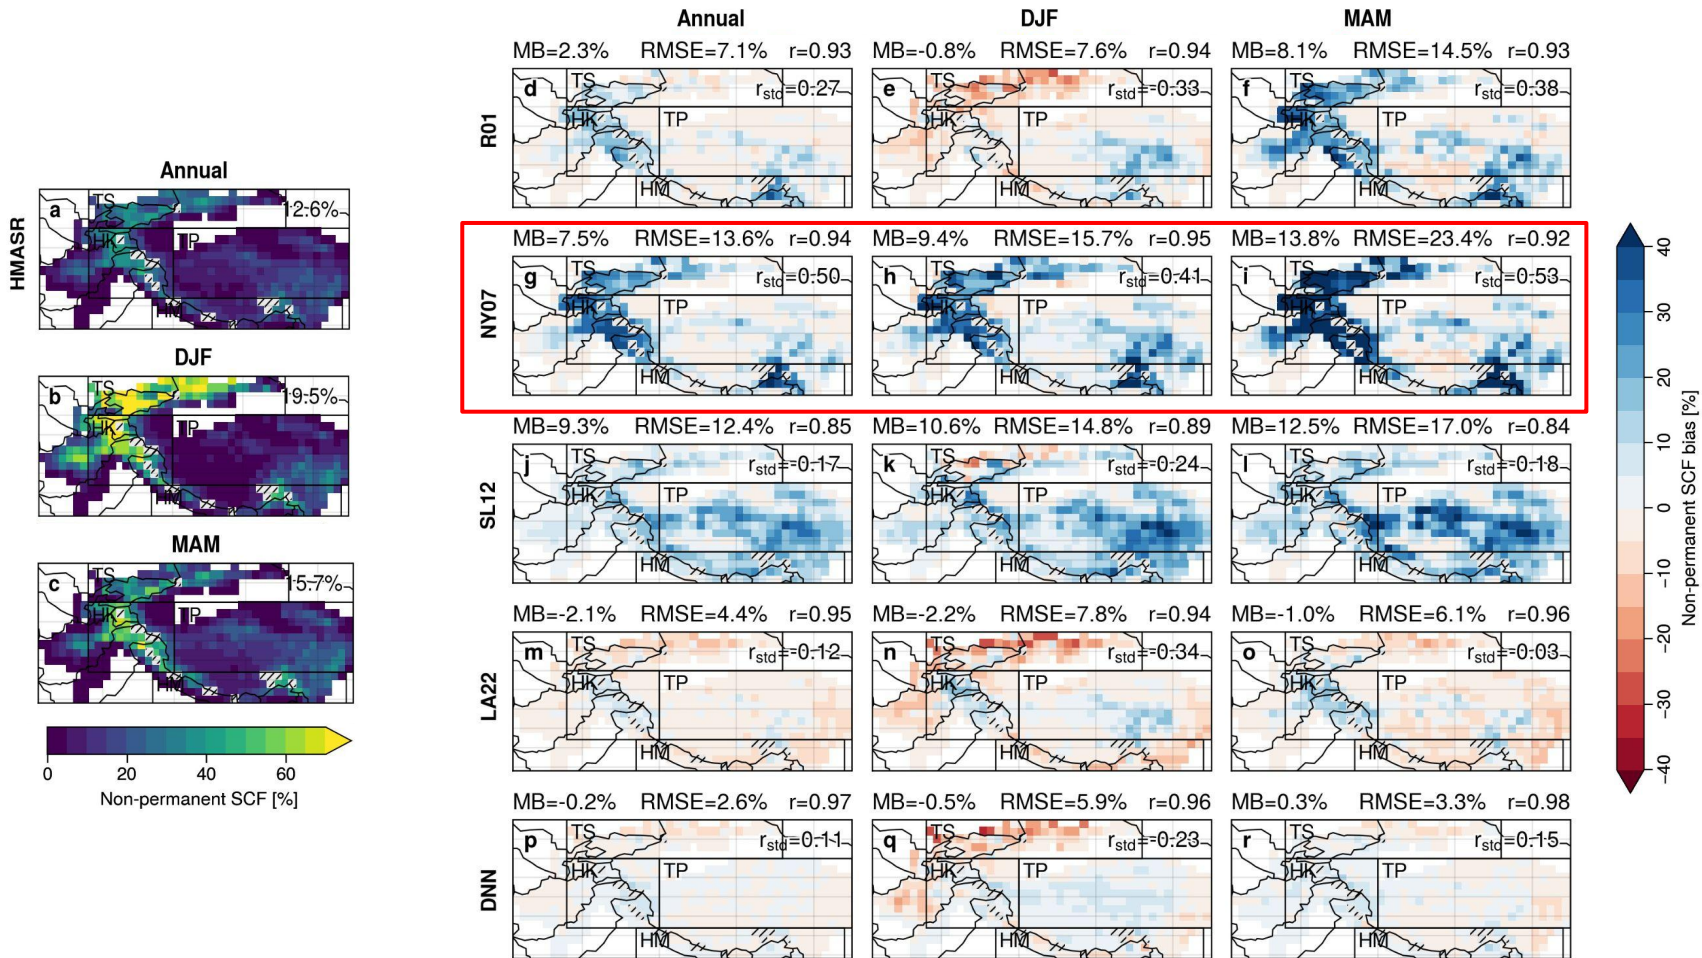 Annual
HMASR
a
TS
12.6%
HK
TP
HM
DJF
b
TS
19.5%
HK
TP
HM
MAM
c
TS
15.7%
HK
TP
HM
0 20 40 60
Non-permanent SCF [%]
Annual DJF MAM
MB=2.3% RMSE=7.1% r=0.93 MB=-0.8% RMSE=7.6% r=0.94 MB=8.1% RMSE=14.5% r=0.93
R01
d TS rstd=0.27 HK TP HM
e TS rstd=-0.33 HK TP HM
f TS rstd=0.38 HK TP HM
MB=7.5% RMSE=13.6% r=0.94 MB=9.4% RMSE=15.7% r=0.95 MB=13.8% RMSE=23.4% r=0.92
NY07
g TS rstd=0.50 HK TP HM
h TS rstd=0.41 HK TP HM
i TS rstd=0.53 HK TP HM
MB=9.3% RMSE=12.4% r=0.85 MB=10.6% RMSE=14.8% r=0.89 MB=12.5% RMSE=17.0% r=0.84
SL12
j TS rstd=-0.17 HK TP HM
k TS rstd=-0.24 HK TP HM
l TS rstd=-0.18 HK TP HM
MB=-2.1% RMSE=4.4% r=0.95 MB=-2.2% RMSE=7.8% r=0.94 MB=-1.0% RMSE=6.1% r=0.96
LA22
m TS rstd=-0.12 HK TP HM
n TS rstd=-0.34 HK TP HM
o TS rstd=-0.03 HK TP HM
MB=-0.2% RMSE=2.6% r=0.97 MB=-0.5% RMSE=5.9% r=0.96 MB=0.3% RMSE=3.3% r=0.98
DNN
p TS rstd=0.11 HK TP HM
q TS rstd=-0.23 HK TP HM
r TS rstd=0.15 HK TP HM
40
30
20
10
0
−10
−20
−30
−40
Non-permanent SCF bias [%]